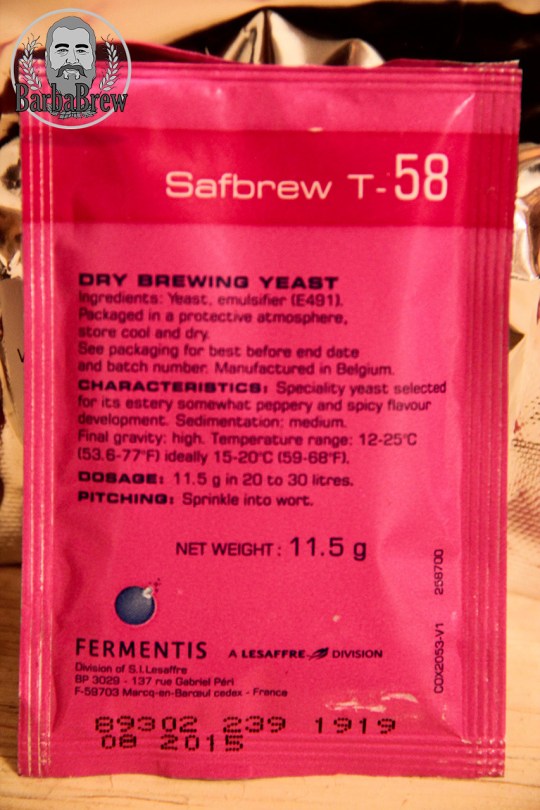 BarbaBrew
Safbrew T-58
DRY BREWING YEAST
Ingredients: Yeast, emulsifier (E491).
Packaged in a protective atmosphere,
store cool and dry.
See packaging for best before end date
and batch number. Manufactured in Belgium.
CHARACTERISTICS: Speciality yeast selected
for its estery somewhat peppery and spicy flavour
development. Sedimentation: medium.
Final gravity: high. Temperature range: 12-25°C
(53.6-77°F) ideally 15-20°C (59-68°F).
DOSAGE: 11.5 g in 20 to 30 litres.
PITCHING: Sprinkle into wort.
NET WEIGHT: 11.5 g
258700
COX2053-V1
FERMENTIS A LESAFFRE DIVISION
Division of S.I.Lesaffre
BP 3029 - 137 rue Gabriel Péri
F-59703 Marcq-en-Barœul cedex - France
89302 239 1919
08 2015